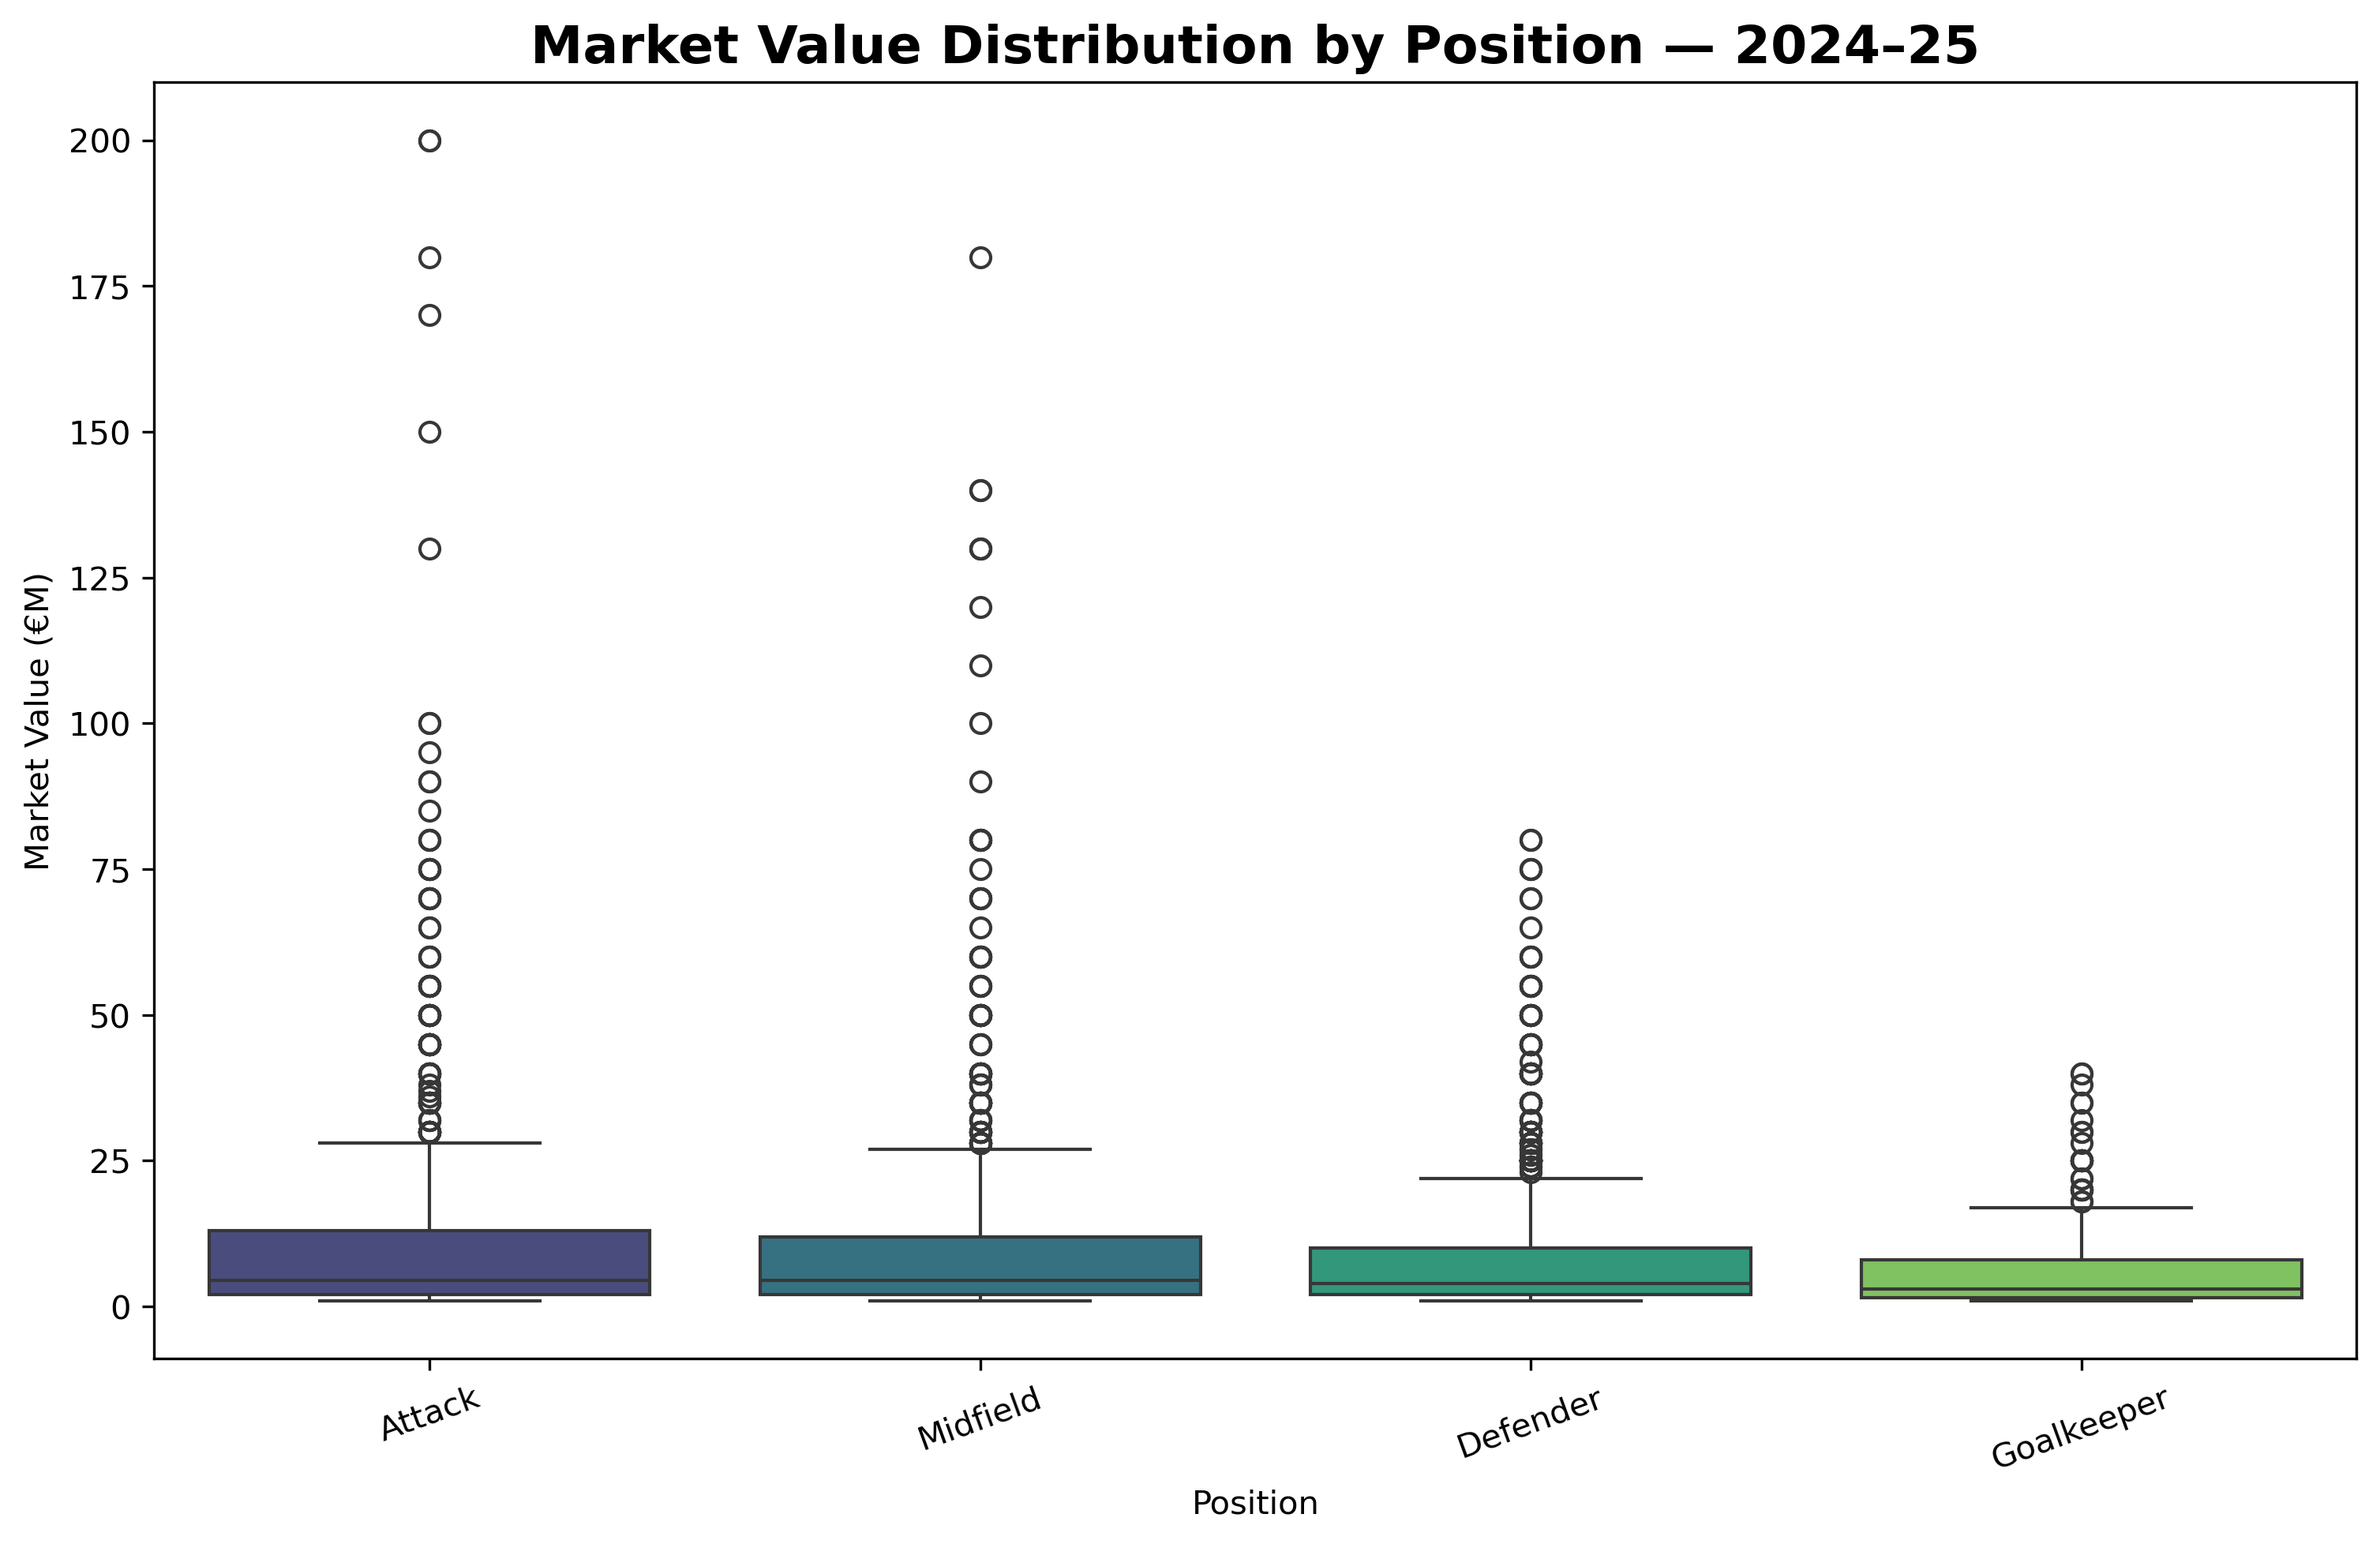 Market Value Distribution by Position — 2024–25
Market Value (€M)
200
175
150
125
100
75
50
25
0
Attack
Midfield
Defender
Goalkeeper
Position